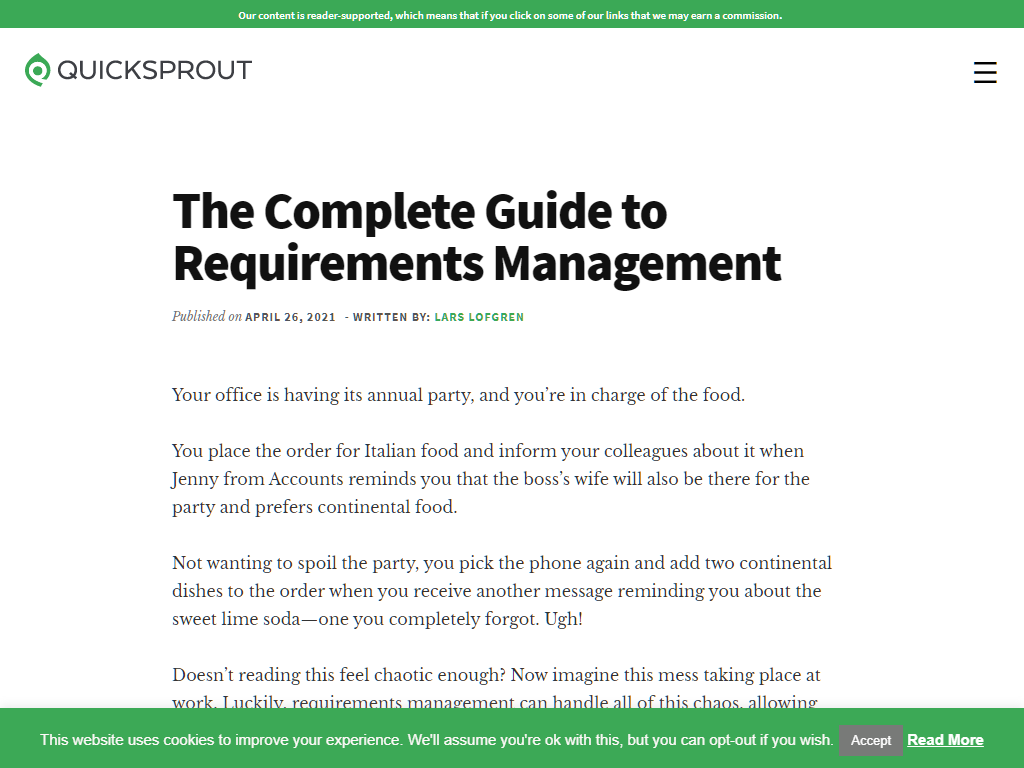 Our content is reader-supported, which means that if you click on some of our links that we may earn a commission.
QUICKSPROUT
The Complete Guide to
Requirements Management
Published on APRIL 26, 2021 - WRITTEN BY: LARS LOFGREN
Your office is having its annual party, and you’re in charge of the food.
You place the order for Italian food and inform your colleagues about it when
Jenny from Accounts reminds you that the boss’s wife will also be there for the
party and prefers continental food.
Not wanting to spoil the party, you pick the phone again and add two continental
dishes to the order when you receive another message reminding you about the
sweet lime soda—one you completely forgot. Ugh!
Doesn’t reading this feel chaotic enough? Now imagine this mess taking place at
work. Luckily, requirements management can handle all of this chaos, allowing
This website uses cookies to improve your experience. We'll assume you're ok with this, but you can opt-out if you wish. Accept Read More